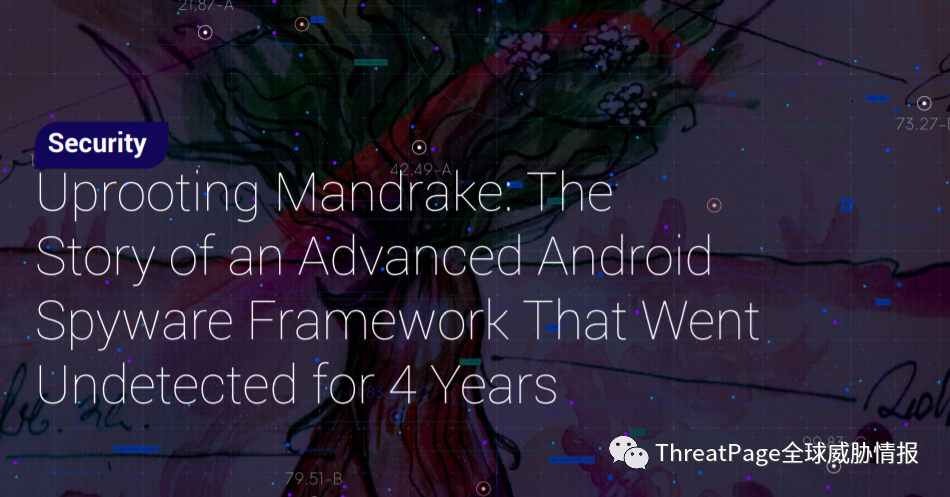 21.87-A
73.27-
42.49-A
Security
Uprooting Mandrake: The
Story of an Advanced Android
Spyware Framework That Went
Undetected for 4 Years
ThreatPage全球威胁情报
79.51-B